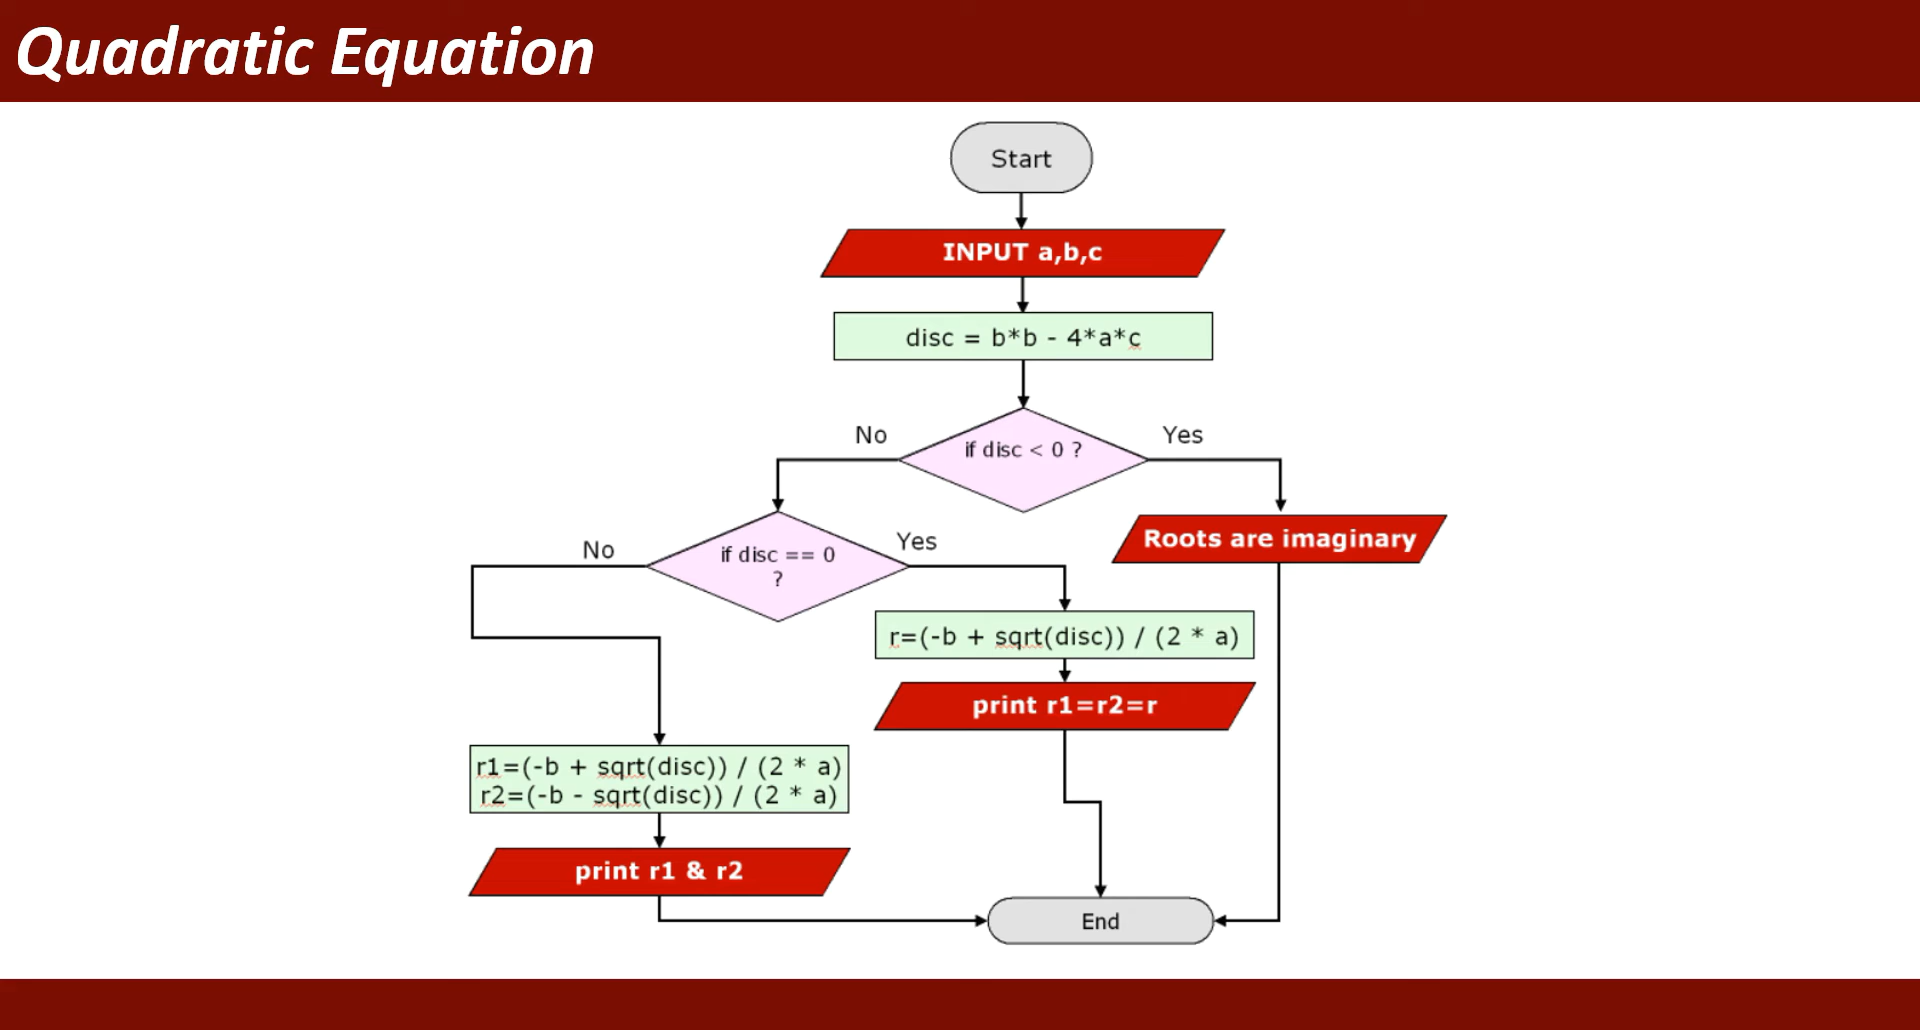 Quadratic Equation
Start
INPUT a,b,c
disc = b*b - 4*a*c
if disc < 0 ?
No
Yes
if disc == 0
?
No
Yes
Roots are imaginary
r=(-b + sqrt(disc)) / (2 * a)
print r1=r2=r
r1=(-b + sqrt(disc)) / (2 * a)
r2=(-b - sqrt(disc)) / (2 * a)
print r1 & r2
End